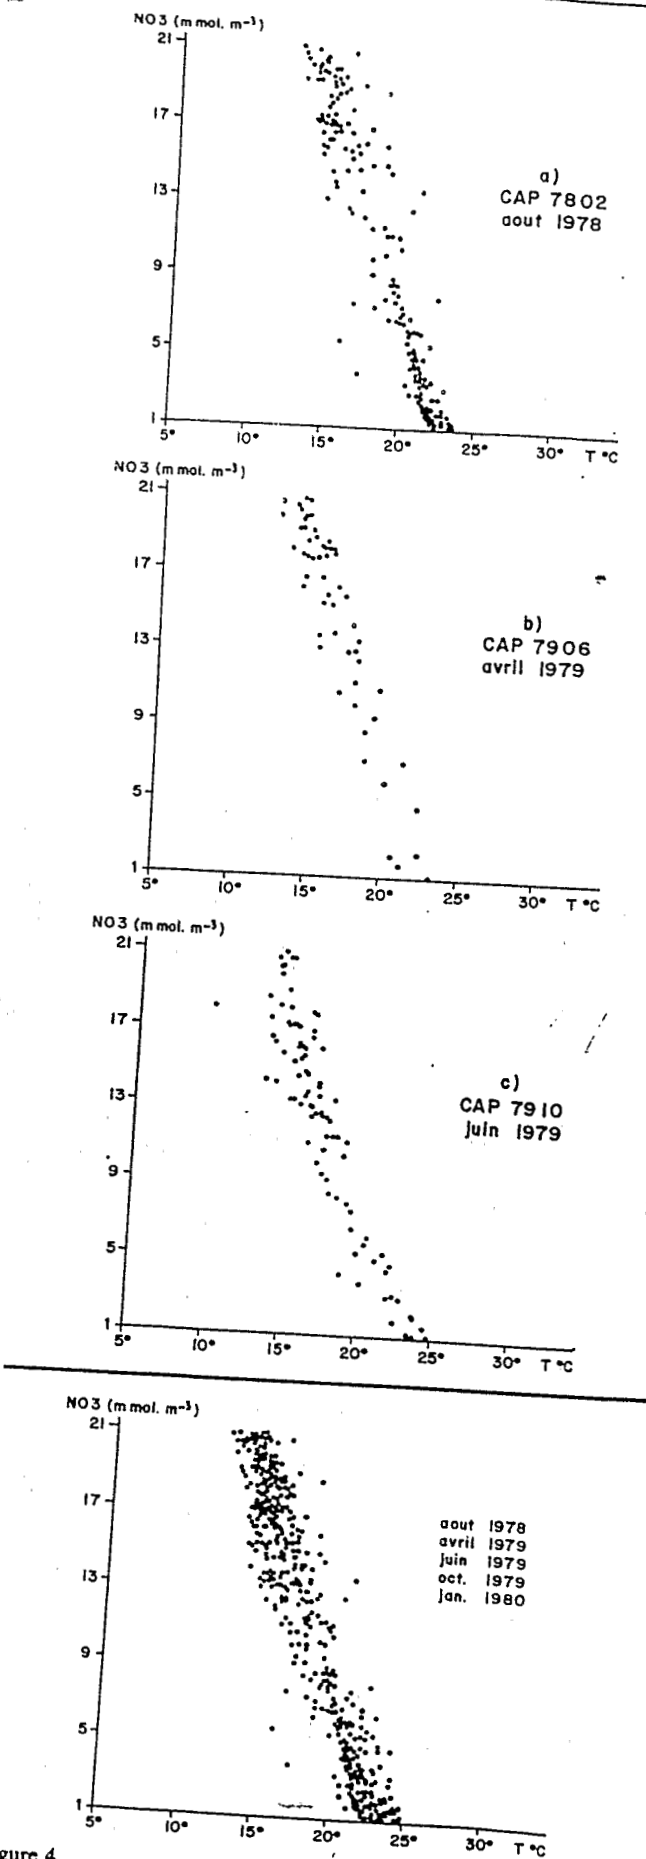 NO3 (m mol. m⁻³)
21
17
13
9
5
1
5° 10° 15° 20° 25° 30° T °C
a)
CAP 7802
aout 1978
NO3 (m mol. m⁻³)
21
17
13
9
5
1
5° 10° 15° 20° 25° 30° T °C
b)
CAP 7906
avril 1979
NO3 (m mol. m⁻³)
21
17
13
9
5
1
5° 10° 15° 20° 25° 30° T °C
c)
CAP 7910
juin 1979
NO3 (m mol. m⁻³)
21
17
13
9
5
1
5° 10° 15° 20° 25° 30° T °C
aout 1978
avril 1979
juin 1979
oct. 1979
jan. 1980
gure 4